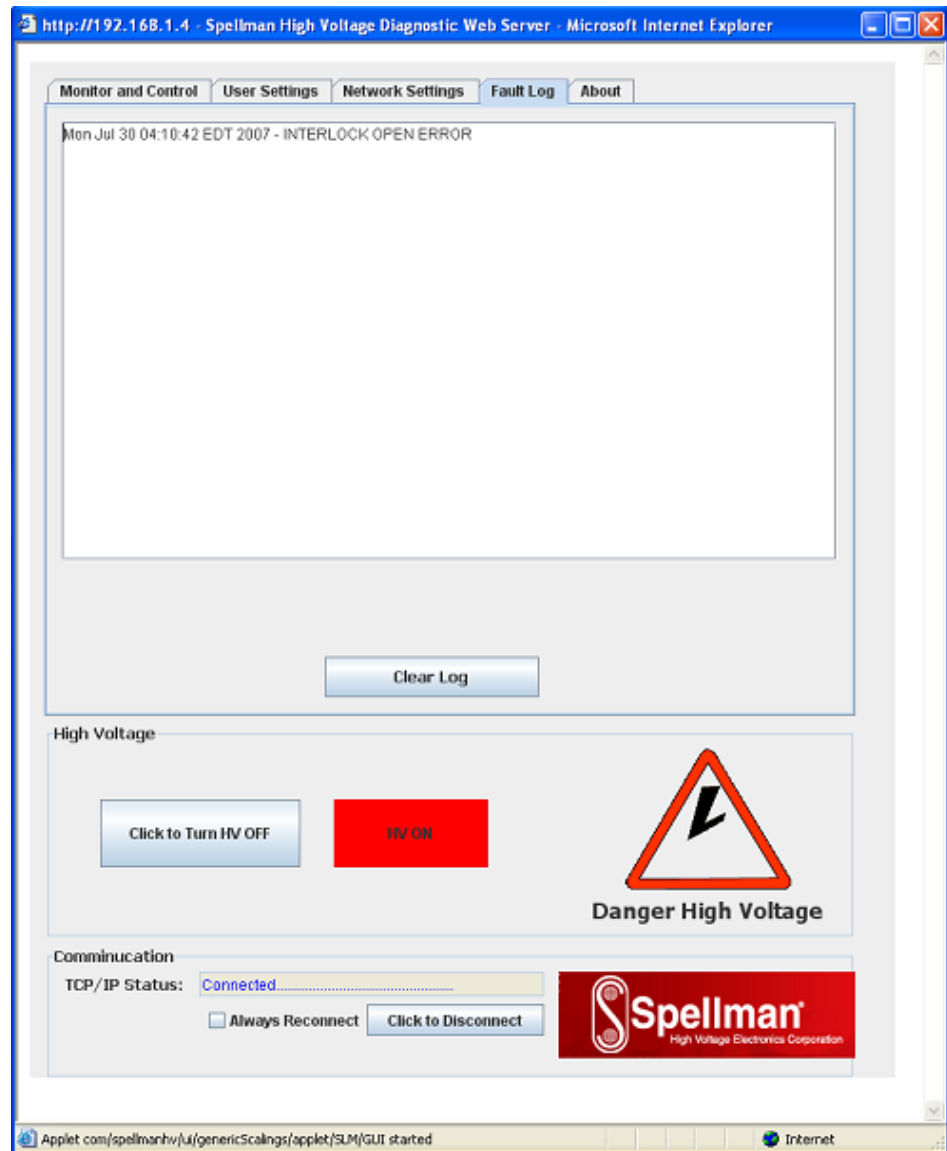 http://192.168.1.4 - Spellman High Voltage Diagnostic Web Server - Microsoft Internet Explorer
Monitor and Control User Settings Network Settings Fault Log About
Mon Jul 30 04:10:42 EDT 2007 - INTERLOCK OPEN ERROR
Clear Log
High Voltage
Click to Turn HV OFF HV ON
Danger High Voltage
Comminucation
TCP/IP Status: Connected......................................................
Always Reconnect Click to Disconnect
Spellman
High Voltage Electronics Corporation
Applet com/spellmanhv/ui/genericScalings/applet/SLM/GUI started Internet